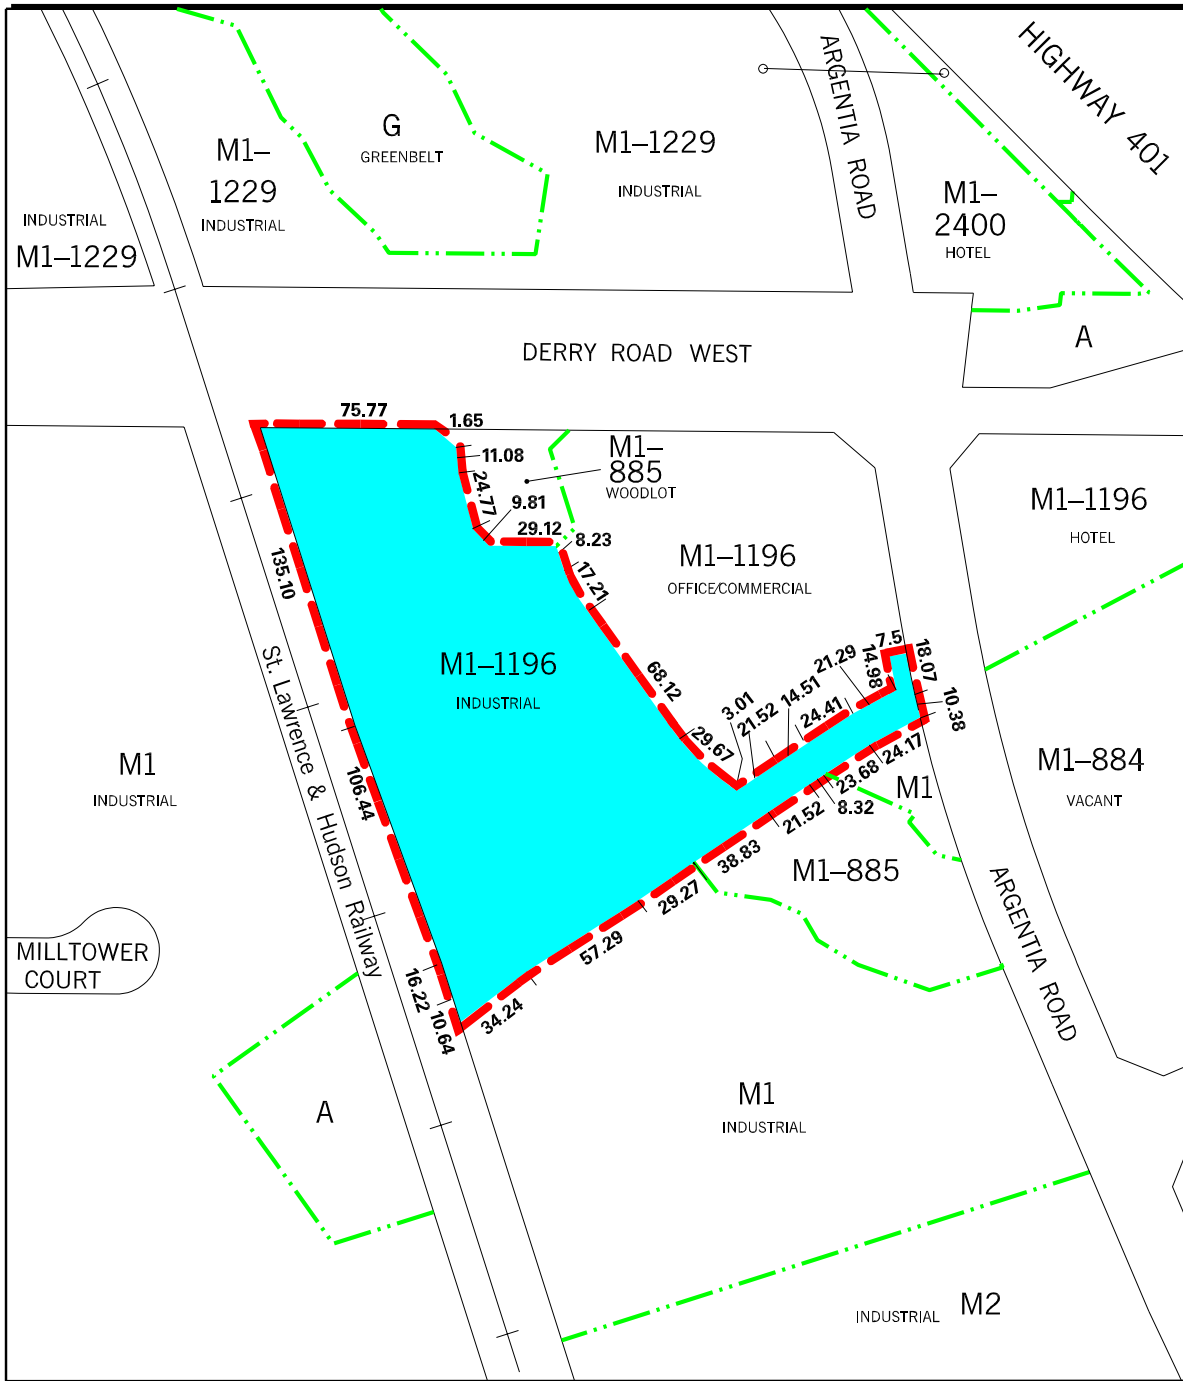 HIGHWAY 401
ARGENTIA ROAD
G
GREENBELT
M1–
1229
INDUSTRIAL
M1–1229
INDUSTRIAL
M1–
2400
HOTEL
INDUSTRIAL
M1–1229
A
DERRY ROAD WEST
75.77
1.65
11.08
24.77
9.81
29.12
8.23
17.21
M1–
885
WOODLOT
M1–1196
OFFICE/COMMERCIAL
M1–1196
HOTEL
135.10
M1–1196
INDUSTRIAL
68.12
29.67
3.01
21.52
14.51
24.41
21.29
14.98
7.5
18.07
10.38
24.17
23.68
8.32
21.52
38.83
29.27
57.29
34.24
10.64
16.22
106.44
St. Lawrence & Hudson Railway
M1
INDUSTRIAL
M1
M1–884
VACANT
M1–885
ARGENTIA ROAD
MILLTOWER
COURT
A
M1
INDUSTRIAL
INDUSTRIAL M2